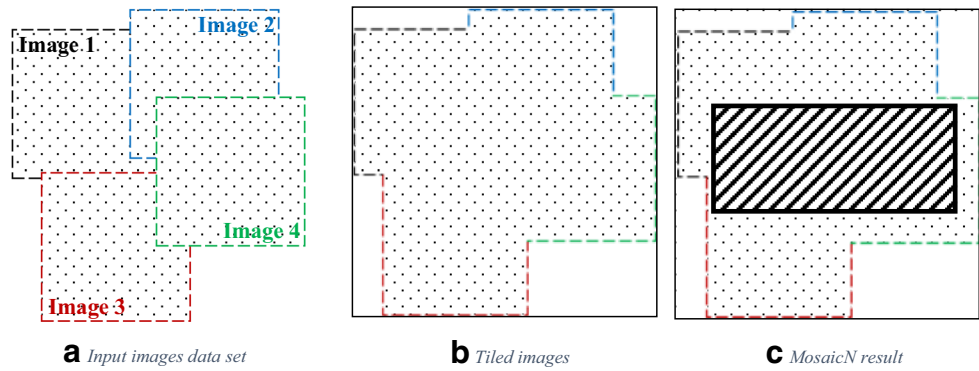 Image 1
Image 2
Image 4
Image 3
a Input images data set
b Tiled images
c MosaicN result